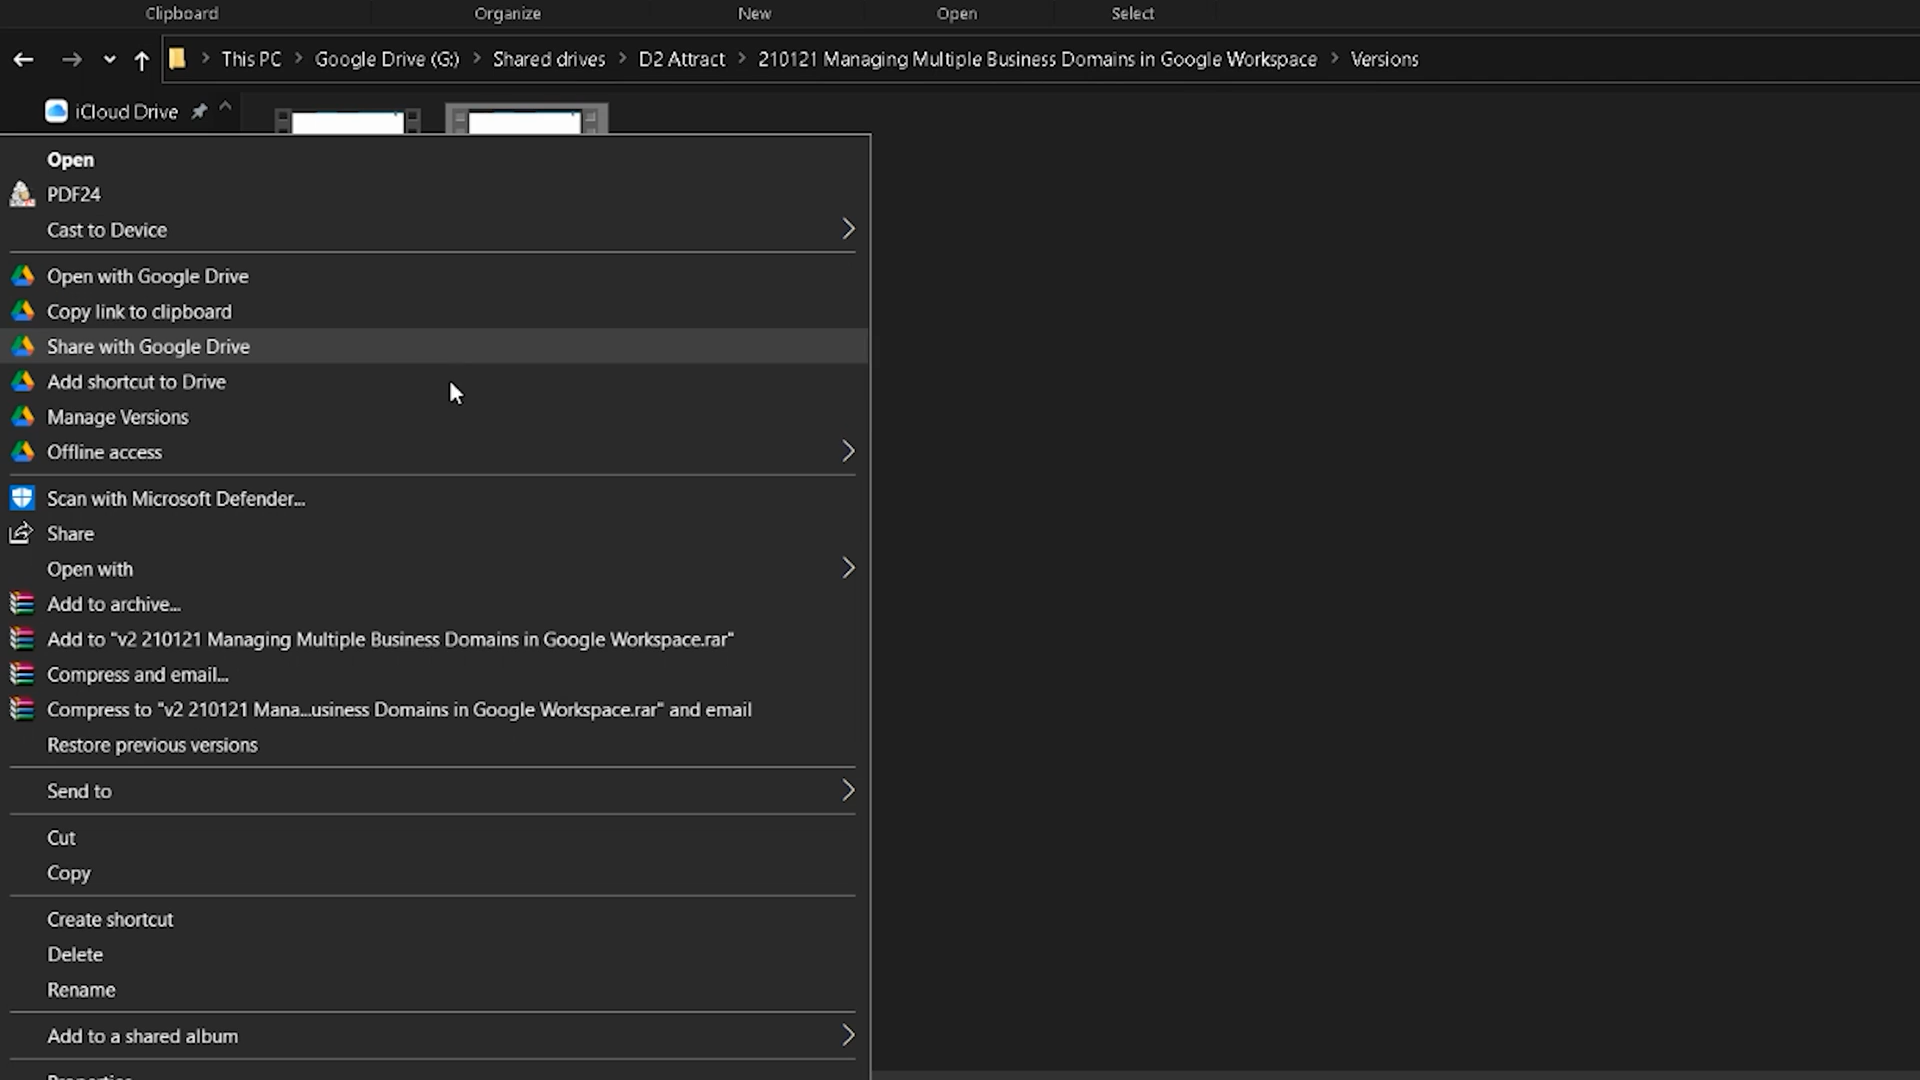 Clipboard Organize New Open Select
This PC Google Drive (G:) Shared drives D2 Attract 210121 Managing Multiple Business Domains in Google Workspace Versions
iCloud Drive
Open
PDF24
Cast to Device
Open with Google Drive
Copy link to clipboard
Share with Google Drive
Add shortcut to Drive
Manage Versions
Offline access
Scan with Microsoft Defender...
Share
Open with
Add to archive...
Add to "v2 210121 Managing Multiple Business Domains in Google Workspace.rar"
Compress and email...
Compress to "v2 210121 Mana...usiness Domains in Google Workspace.rar" and email
Restore previous versions
Send to
Cut
Copy
Create shortcut
Delete
Rename
Add to a shared album
Properties